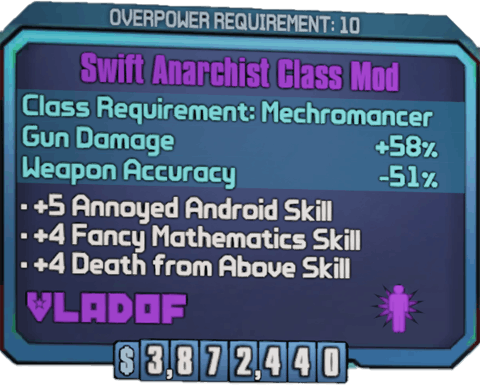 OVERPOWER REQUIREMENT: 10
Swift Anarchist Class Mod
Class Requirement: Mechromancer
Gun Damage +58%
Weapon Accuracy -51%
• +5 Annoyed Android Skill
• +4 Fancy Mathematics Skill
• +4 Death from Above Skill
VLADOF
$ 3,872,440